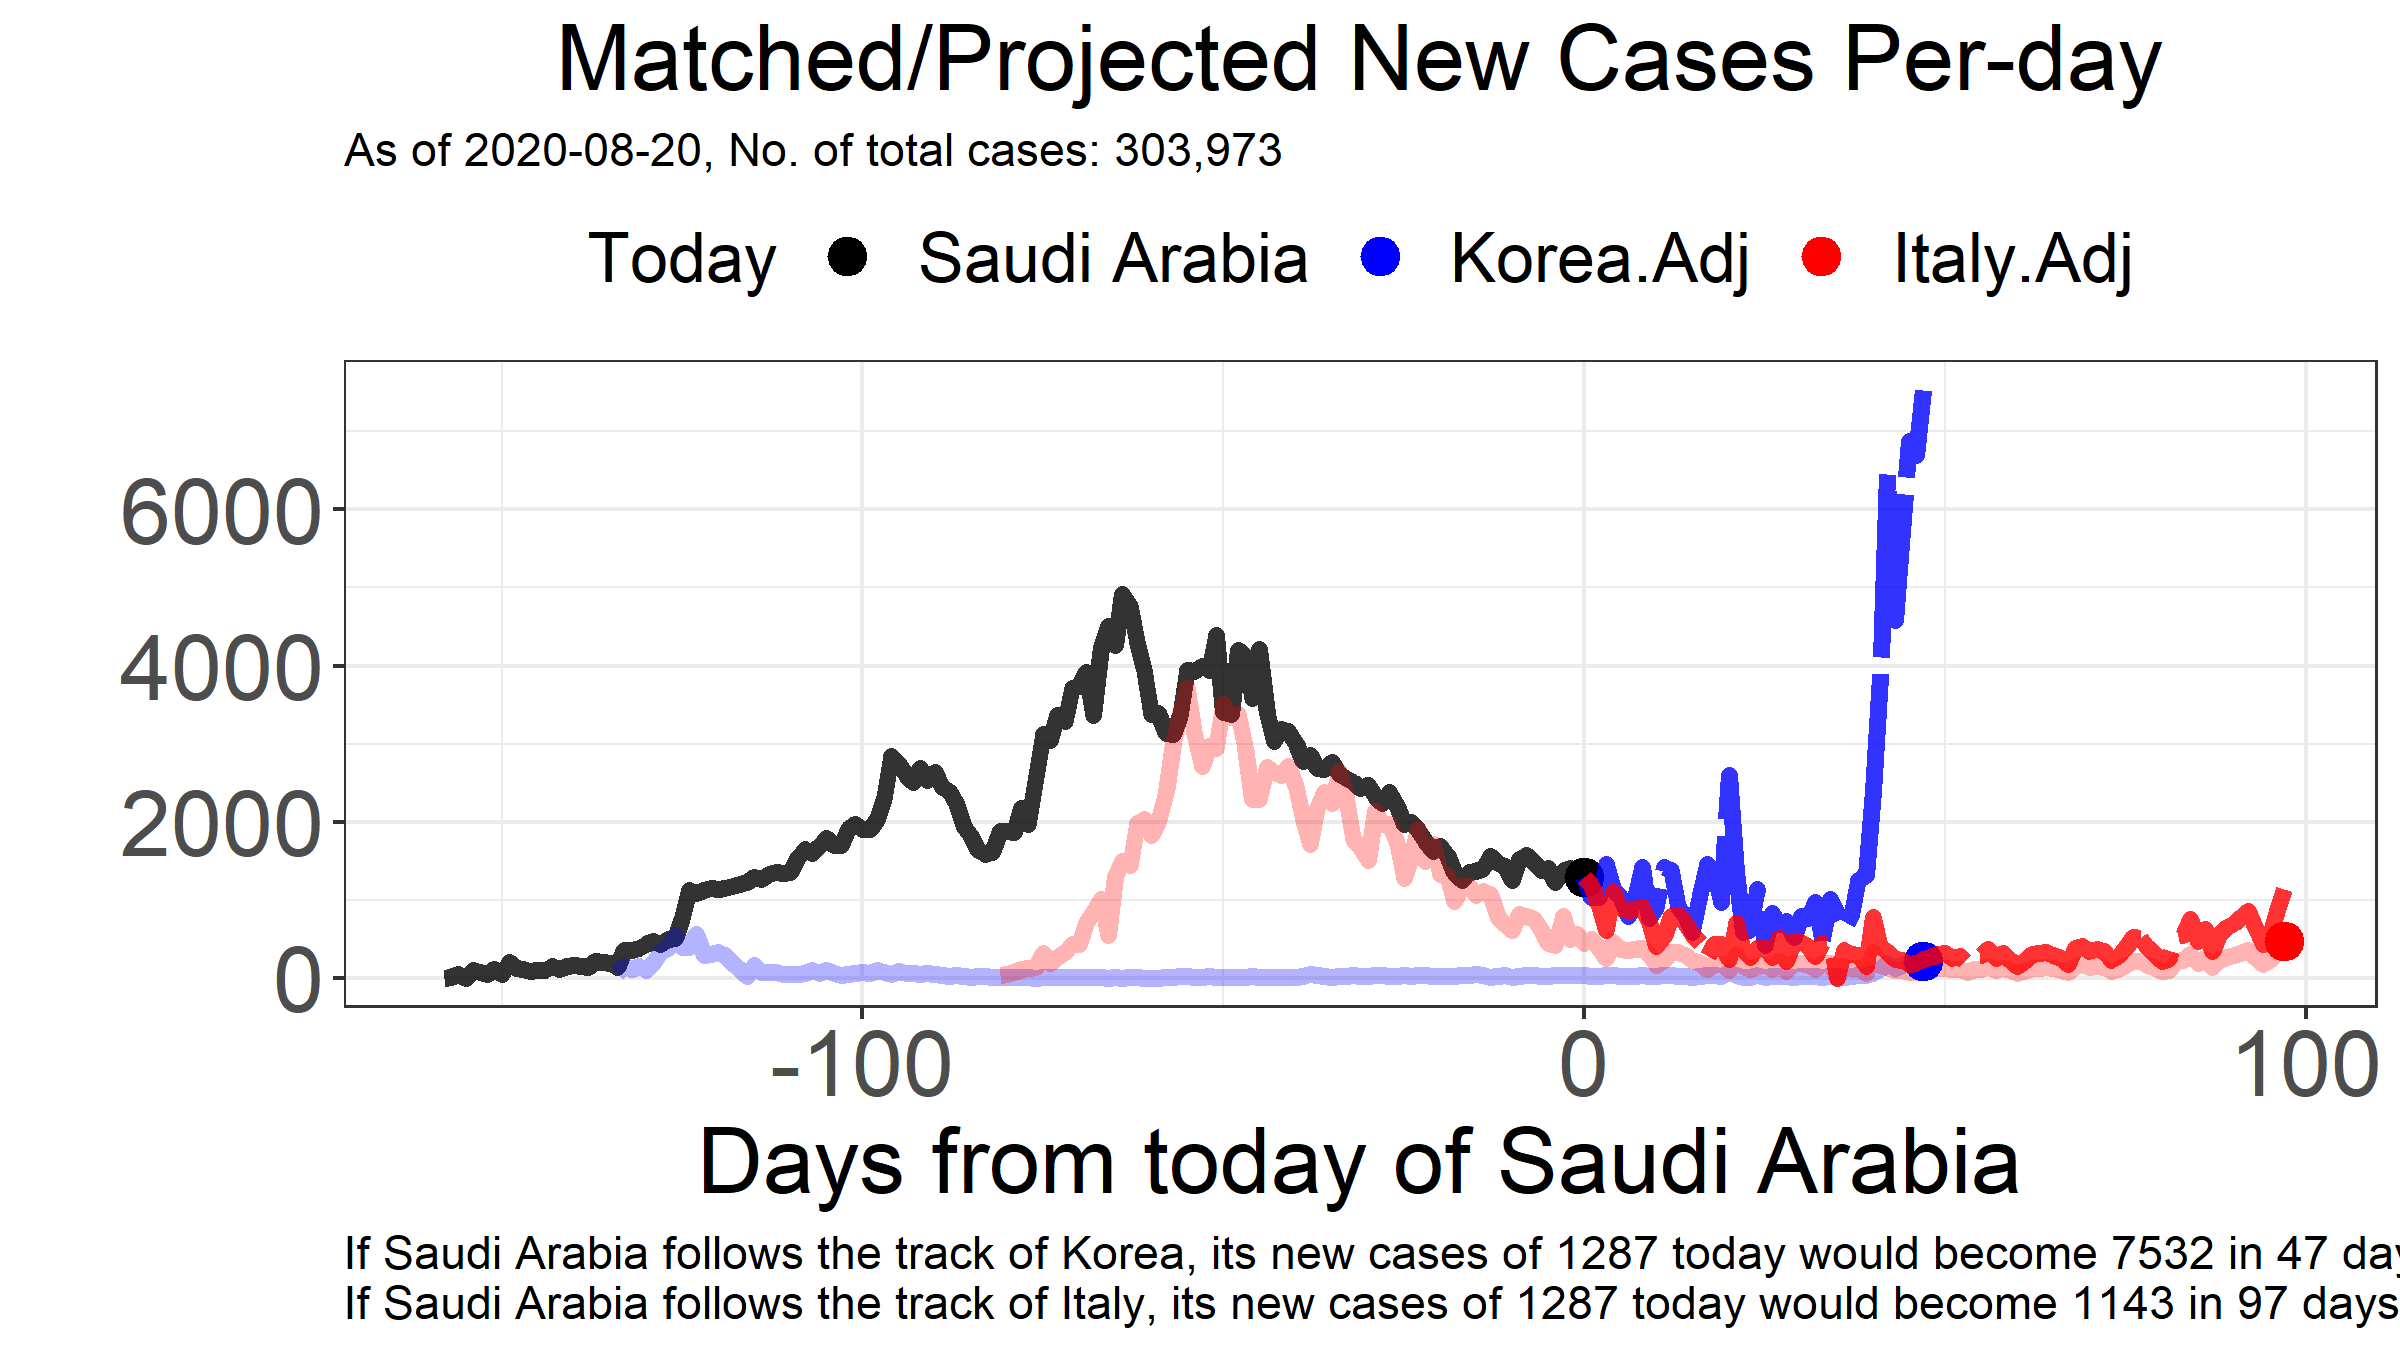 Matched/Projected New Cases Per-day
As of 2020-08-20, No. of total cases: 303,973
Today Saudi Arabia Korea.Adj Italy.Adj
6000
4000
2000
0
-100 0 100
Days from today of Saudi Arabia
If Saudi Arabia follows the track of Korea, its new cases of 1287 today would become 7532 in 47
If Saudi Arabia follows the track of Italy, its new cases of 1287 today would become 1143 in 97 days